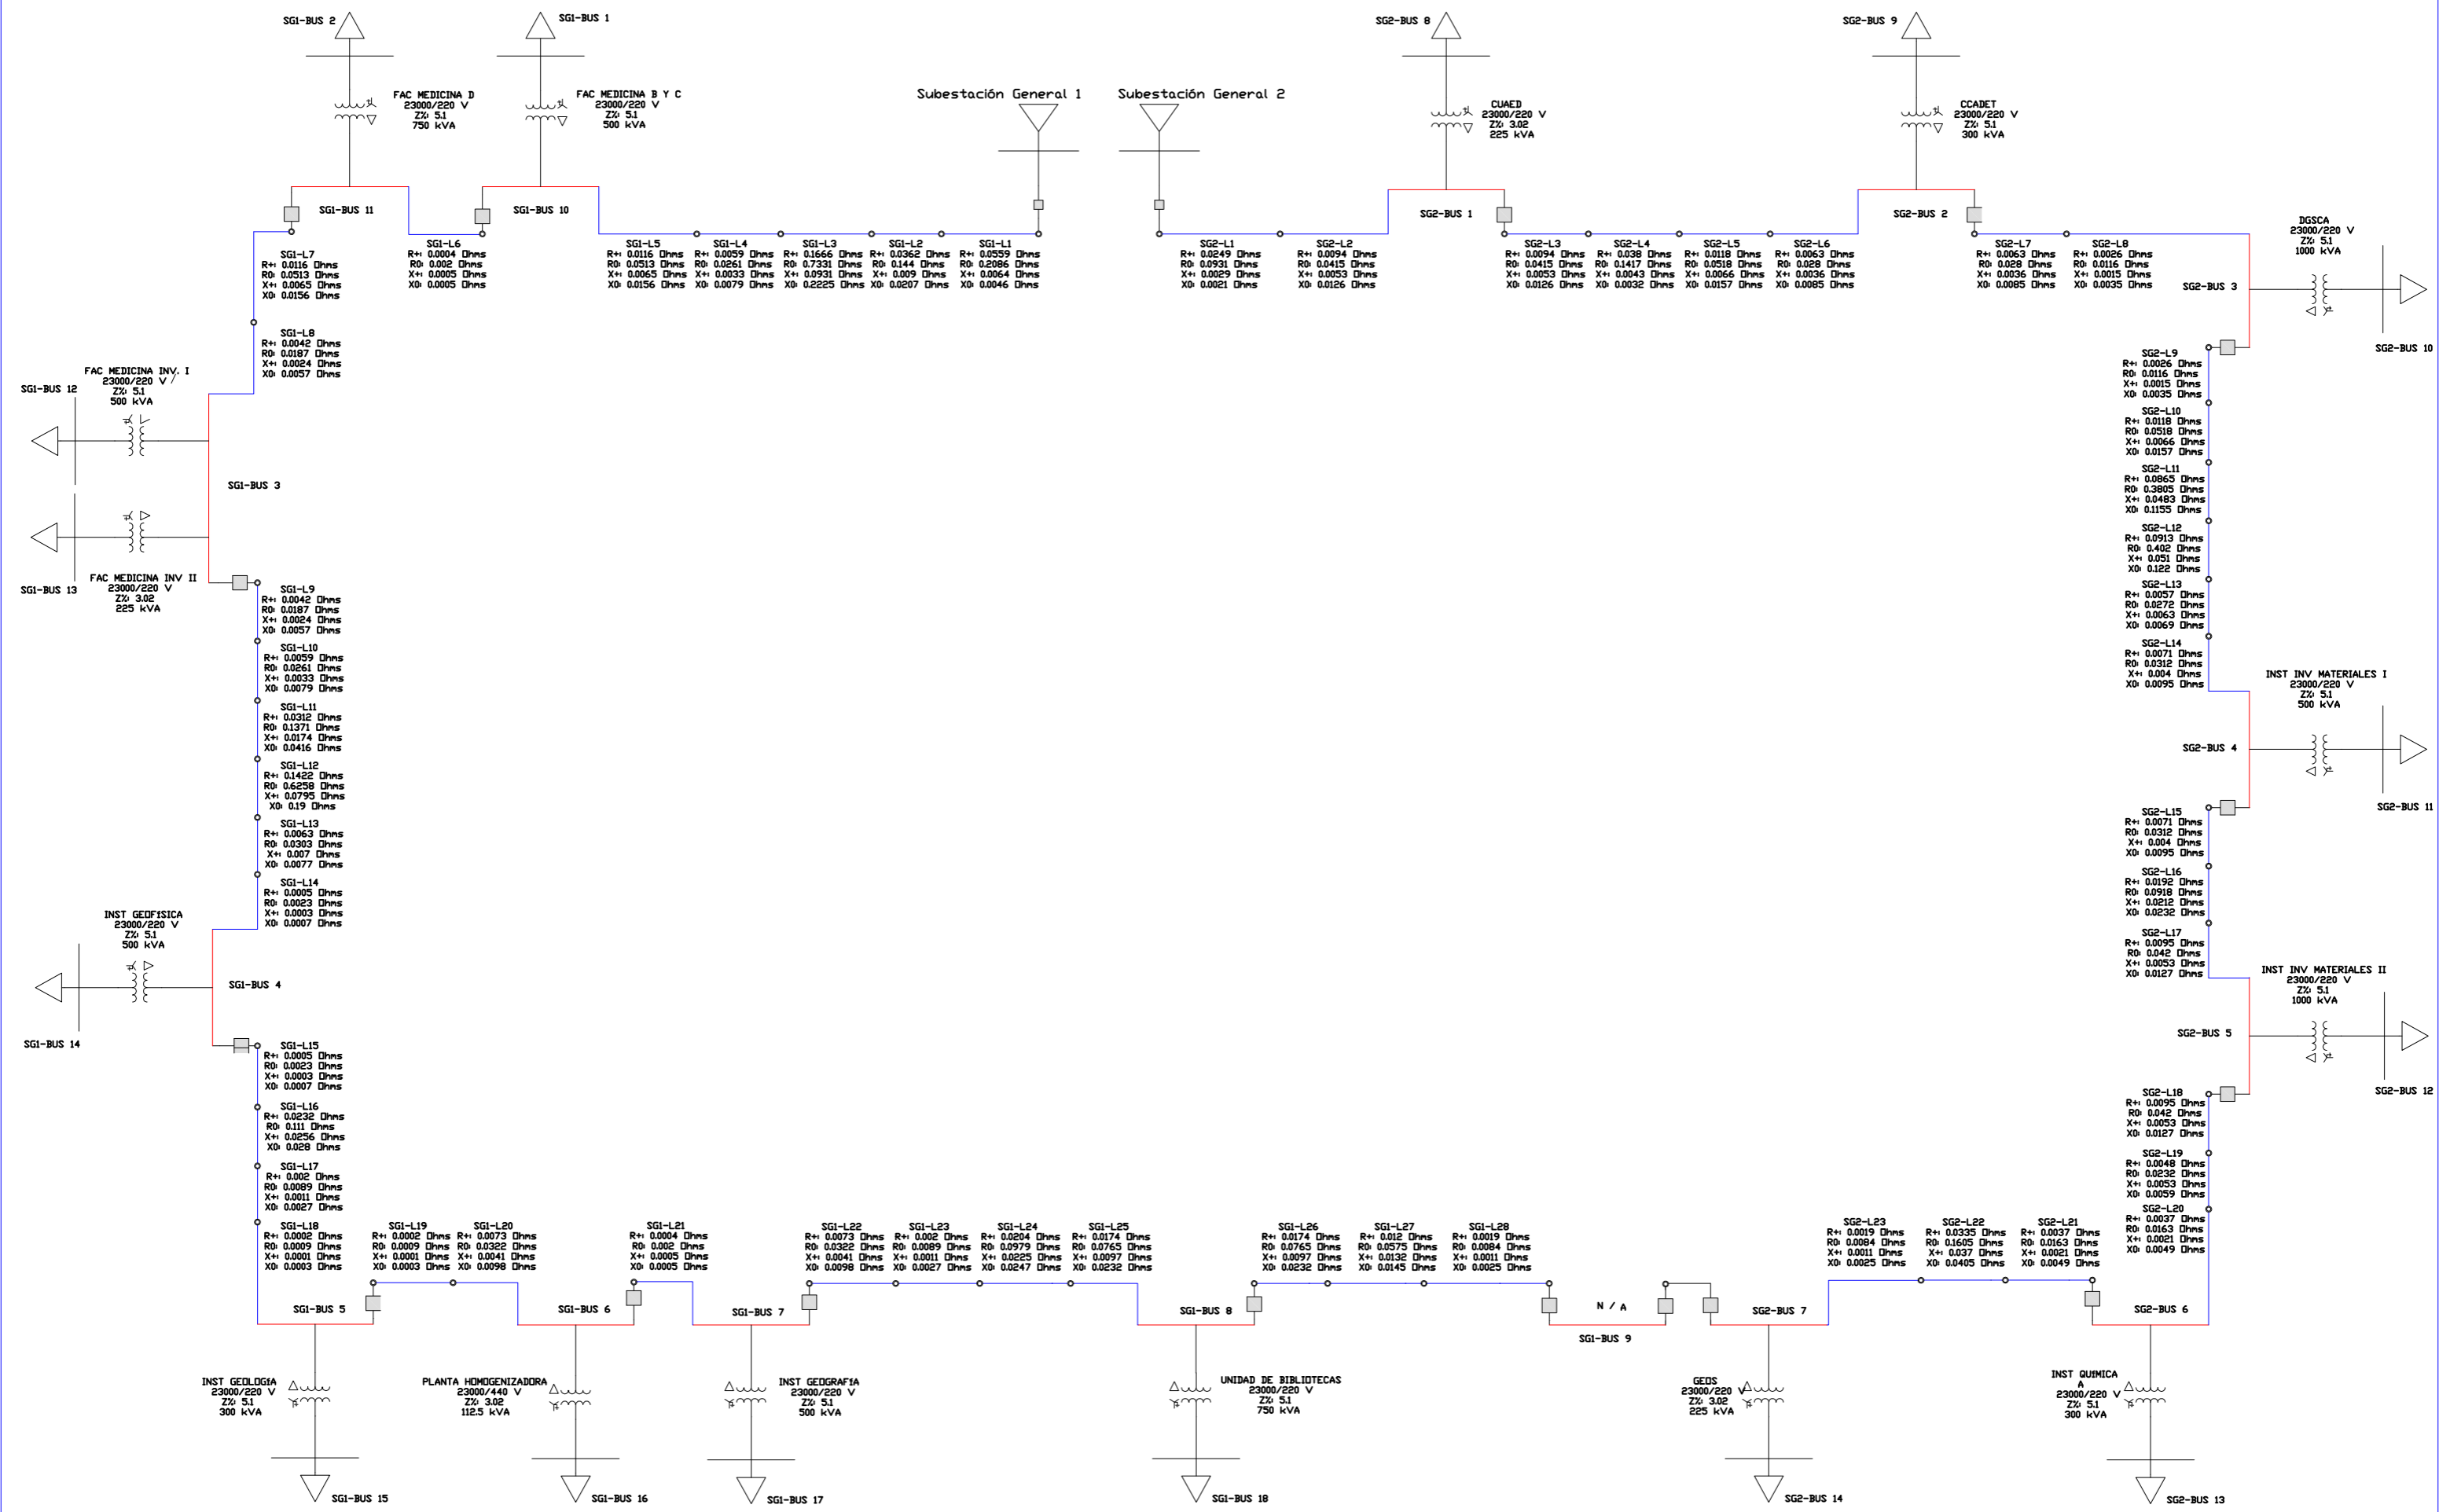 SG1-BUS 2
SG1-BUS 1
SG2-BUS 8
SG2-BUS 9
FAC MEDICINA D
23000/220 V
Z%: 5.1
750 kVA
FAC MEDICINA B Y C
23000/220 V
Z%: 5.1
500 kVA
Subestación General 1
Subestación General 2
CUAED
23000/220 V
Z%: 3.02
225 kVA
CCADET
23000/220 V
Z%: 5.1
300 kVA
SG1-BUS 11
SG1-BUS 10
SG2-BUS 1
SG2-BUS 2
SG1-L7
R+: 0.0116 Ohms
R0: 0.0513 Ohms
X+: 0.0065 Ohms
X0: 0.0156 Ohms
SG1-L6
R+: 0.0004 Ohms
R0: 0.002 Ohms
X+: 0.0005 Ohms
X0: 0.0005 Ohms
SG1-L5
R+: 0.0116 Ohms
R0: 0.0513 Ohms
X+: 0.0065 Ohms
X0: 0.0156 Ohms
SG1-L4
R+: 0.0059 Ohms
R0: 0.0261 Ohms
X+: 0.0033 Ohms
X0: 0.0079 Ohms
SG1-L3
R+: 0.1666 Ohms
R0: 0.7331 Ohms
X+: 0.0931 Ohms
X0: 0.2225 Ohms
SG1-L2
R+: 0.0362 Ohms
R0: 0.144 Ohms
X+: 0.009 Ohms
X0: 0.0207 Ohms
SG1-L1
R+: 0.0559 Ohms
R0: 0.2086 Ohms
X+: 0.0064 Ohms
X0: 0.0046 Ohms
SG2-L1
R+: 0.0249 Ohms
R0: 0.0931 Ohms
X+: 0.0029 Ohms
X0: 0.0021 Ohms
SG2-L2
R+: 0.0094 Ohms
R0: 0.0415 Ohms
X+: 0.0053 Ohms
X0: 0.0126 Ohms
SG2-L3
R+: 0.0094 Ohms
R0: 0.0415 Ohms
X+: 0.0053 Ohms
X0: 0.0126 Ohms
SG2-L4
R+: 0.038 Ohms
R0: 0.1417 Ohms
X+: 0.0043 Ohms
X0: 0.0032 Ohms
SG2-L5
R+: 0.0118 Ohms
R0: 0.0518 Ohms
X+: 0.0066 Ohms
X0: 0.0157 Ohms
SG2-L6
R+: 0.0063 Ohms
R0: 0.028 Ohms
X+: 0.0036 Ohms
X0: 0.0085 Ohms
SG2-L7
R+: 0.0063 Ohms
R0: 0.028 Ohms
X+: 0.0036 Ohms
X0: 0.0085 Ohms
SG2-L8
R+: 0.0026 Ohms
R0: 0.0116 Ohms
X+: 0.0015 Ohms
X0: 0.0035 Ohms
DGSCA
23000/220 V
Z%: 5.1
1000 kVA
SG2-BUS 3
SG2-BUS 10
SG1-L8
R+: 0.0042 Ohms
R0: 0.0187 Ohms
X+: 0.0024 Ohms
X0: 0.0057 Ohms
FAC MEDICINA INV. I
23000/220 V
Z%: 5.1
500 kVA
SG1-BUS 12
SG1-BUS 3
FAC MEDICINA INV II
23000/220 V
Z%: 3.02
225 kVA
SG1-BUS 13
SG1-L9
R+: 0.0042 Ohms
R0: 0.0187 Ohms
X+: 0.0024 Ohms
X0: 0.0057 Ohms
SG1-L10
R+: 0.0059 Ohms
R0: 0.0261 Ohms
X+: 0.0033 Ohms
X0: 0.0079 Ohms
SG1-L11
R+: 0.0312 Ohms
R0: 0.1371 Ohms
X+: 0.0174 Ohms
X0: 0.0416 Ohms
SG1-L12
R+: 0.1422 Ohms
R0: 0.6258 Ohms
X+: 0.0795 Ohms
X0: 0.19 Ohms
SG1-L13
R+: 0.0063 Ohms
R0: 0.0303 Ohms
X+: 0.007 Ohms
X0: 0.0077 Ohms
SG1-L14
R+: 0.0005 Ohms
R0: 0.0023 Ohms
X+: 0.0003 Ohms
X0: 0.0007 Ohms
INST GEOFíSICA
23000/220 V
Z%: 5.1
500 kVA
SG1-BUS 4
SG1-BUS 14
SG1-L15
R+: 0.0005 Ohms
R0: 0.0023 Ohms
X+: 0.0003 Ohms
X0: 0.0007 Ohms
SG1-L16
R+: 0.0232 Ohms
R0: 0.111 Ohms
X+: 0.0256 Ohms
X0: 0.028 Ohms
SG1-L17
R+: 0.002 Ohms
R0: 0.0089 Ohms
X+: 0.0011 Ohms
X0: 0.0027 Ohms
SG1-L18
R+: 0.0002 Ohms
R0: 0.0009 Ohms
X+: 0.0001 Ohms
X0: 0.0003 Ohms
SG2-L9
R+: 0.0026 Ohms
R0: 0.0116 Ohms
X+: 0.0015 Ohms
X0: 0.0035 Ohms
SG2-L10
R+: 0.0118 Ohms
R0: 0.0518 Ohms
X+: 0.0066 Ohms
X0: 0.0157 Ohms
SG2-L11
R+: 0.0865 Ohms
R0: 0.3805 Ohms
X+: 0.0483 Ohms
X0: 0.1155 Ohms
SG2-L12
R+: 0.0913 Ohms
R0: 0.402 Ohms
X+: 0.051 Ohms
X0: 0.122 Ohms
SG2-L13
R+: 0.0057 Ohms
R0: 0.0272 Ohms
X+: 0.0063 Ohms
X0: 0.0069 Ohms
SG2-L14
R+: 0.0071 Ohms
R0: 0.0312 Ohms
X+: 0.004 Ohms
X0: 0.0095 Ohms
INST INV MATERIALES I
23000/220 V
Z%: 5.1
500 kVA
SG2-BUS 4
SG2-BUS 11
SG2-L15
R+: 0.0071 Ohms
R0: 0.0312 Ohms
X+: 0.004 Ohms
X0: 0.0095 Ohms
SG2-L16
R+: 0.0192 Ohms
R0: 0.0918 Ohms
X+: 0.0212 Ohms
X0: 0.0232 Ohms
SG2-L17
R+: 0.0095 Ohms
R0: 0.042 Ohms
X+: 0.0053 Ohms
X0: 0.0127 Ohms
INST INV MATERIALES II
23000/220 V
Z%: 5.1
1000 kVA
SG2-BUS 5
SG2-BUS 12
SG2-L18
R+: 0.0095 Ohms
R0: 0.042 Ohms
X+: 0.0053 Ohms
X0: 0.0127 Ohms
SG2-L19
R+: 0.0048 Ohms
R0: 0.0232 Ohms
X+: 0.0053 Ohms
X0: 0.0059 Ohms
SG2-L20
R+: 0.0037 Ohms
R0: 0.0163 Ohms
X+: 0.0021 Ohms
X0: 0.0049 Ohms
SG1-L19
R+: 0.0002 Ohms
R0: 0.0009 Ohms
X+: 0.0001 Ohms
X0: 0.0003 Ohms
SG1-L20
R+: 0.0073 Ohms
R0: 0.0322 Ohms
X+: 0.0041 Ohms
X0: 0.0098 Ohms
SG1-L21
R+: 0.0004 Ohms
R0: 0.002 Ohms
X+: 0.0005 Ohms
X0: 0.0005 Ohms
SG1-L22
R+: 0.0073 Ohms
R0: 0.0322 Ohms
X+: 0.0041 Ohms
X0: 0.0098 Ohms
SG1-L23
R+: 0.002 Ohms
R0: 0.0089 Ohms
X+: 0.0011 Ohms
X0: 0.0027 Ohms
SG1-L24
R+: 0.0204 Ohms
R0: 0.0979 Ohms
X+: 0.0225 Ohms
X0: 0.0247 Ohms
SG1-L25
R+: 0.0174 Ohms
R0: 0.0765 Ohms
X+: 0.0097 Ohms
X0: 0.0232 Ohms
SG1-L26
R+: 0.0174 Ohms
R0: 0.0765 Ohms
X+: 0.0097 Ohms
X0: 0.0232 Ohms
SG1-L27
R+: 0.012 Ohms
R0: 0.0575 Ohms
X+: 0.0132 Ohms
X0: 0.0145 Ohms
SG1-L28
R+: 0.0019 Ohms
R0: 0.0084 Ohms
X+: 0.0011 Ohms
X0: 0.0025 Ohms
SG2-L23
R+: 0.0019 Ohms
R0: 0.0084 Ohms
X+: 0.0011 Ohms
X0: 0.0025 Ohms
SG2-L22
R+: 0.0335 Ohms
R0: 0.1605 Ohms
X+: 0.037 Ohms
X0: 0.0405 Ohms
SG2-L21
R+: 0.0037 Ohms
R0: 0.0163 Ohms
X+: 0.0021 Ohms
X0: 0.0049 Ohms
SG1-BUS 5
SG1-BUS 6
SG1-BUS 7
SG1-BUS 8
N / A
SG1-BUS 9
SG2-BUS 7
SG2-BUS 6
INST GEOLOGíA
23000/220 V
Z%: 5.1
300 kVA
PLANTA HOMOGENIZADORA
23000/440 V
Z%: 3.02
112.5 kVA
INST GEOGRAFíA
23000/220 V
Z%: 5.1
500 kVA
UNIDAD DE BIBLIOTECAS
23000/220 V
Z%: 5.1
750 kVA
GEOS
23000/220 V
Z%: 3.02
225 kVA
INST QUíMICA
A
23000/220 V
Z%: 5.1
300 kVA
SG1-BUS 15
SG1-BUS 16
SG1-BUS 17
SG1-BUS 18
SG2-BUS 14
SG2-BUS 13